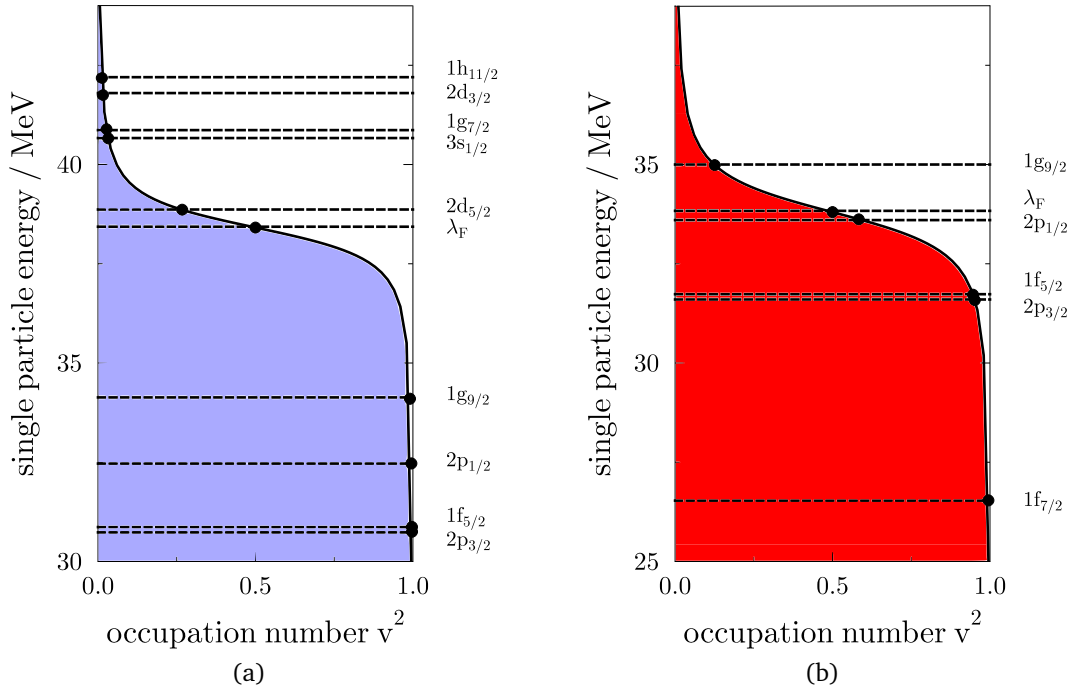 single particle energy / MeV
40
35
30
1h11/2
2d3/2
1g7/2
3s1/2
2d5/2
λF
1g9/2
2p1/2
1f5/2
2p3/2
0.0 0.5 1.0
occupation number v2
(a)
single particle energy / MeV
35
30
25
1g9/2
λF
2p1/2
1f5/2
2p3/2
1f7/2
0.0 0.5 1.0
occupation number v2
(b)